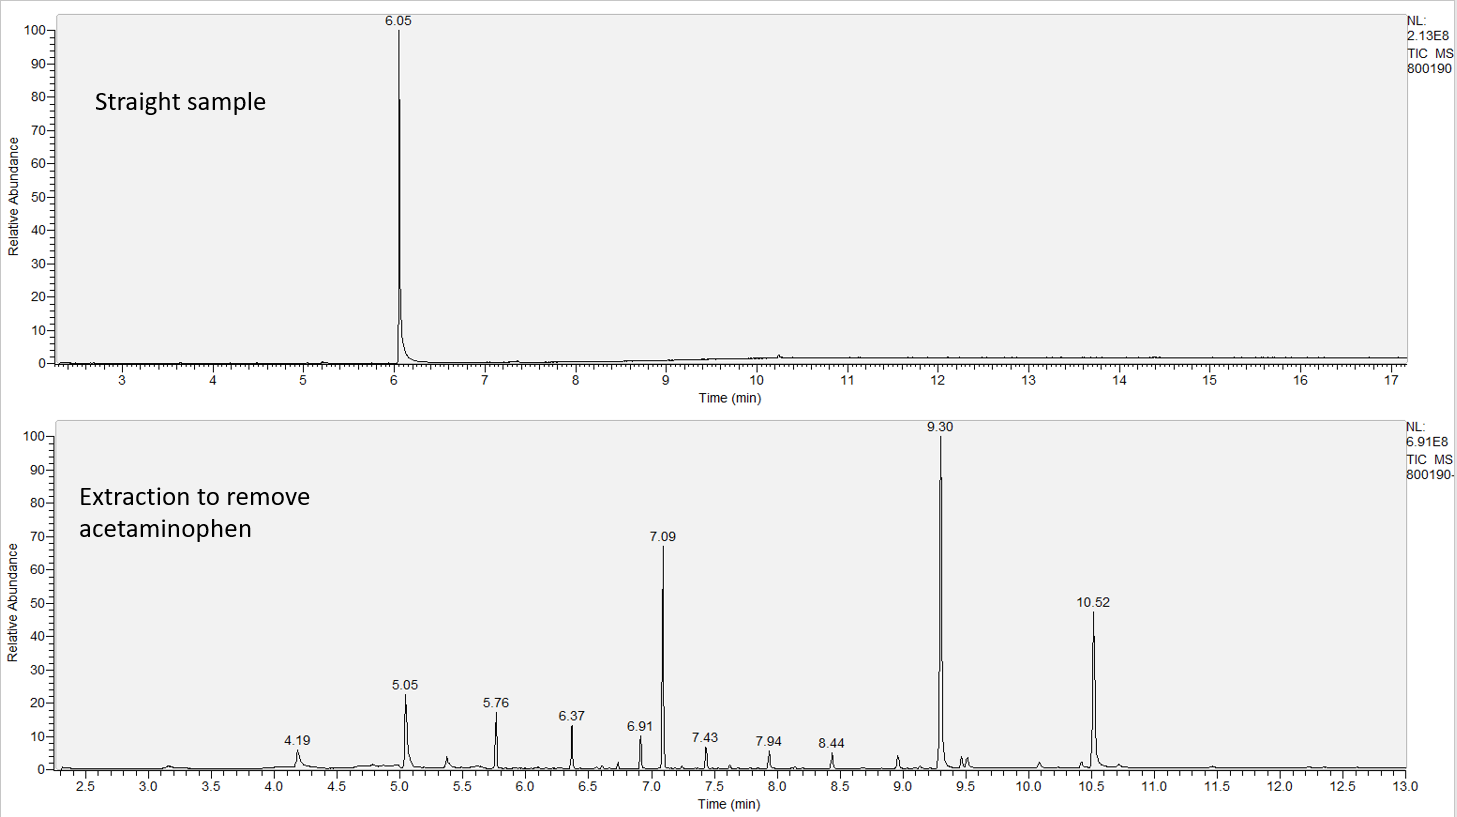 6.05
NL:
2.13E8
TIC MS
800190
100
90
80
70
60
50
40
30
20
10
0
Relative Abundance
Straight sample
3 4 5 6 7 8 9 10 11 12 13 14 15 16 17
Time (min)
9.30
NL:
6.91E8
TIC MS
800190-
100
90
80
70
60
50
40
30
20
10
0
Relative Abundance
Extraction to remove
acetaminophen
7.09
10.52
5.05
5.76
6.37
6.91
7.43
4.19
7.94
8.44
2.5 3.0 3.5 4.0 4.5 5.0 5.5 6.0 6.5 7.0 7.5 8.0 8.5 9.0 9.5 10.0 10.5 11.0 11.5 12.0 12.5 13.0
Time (min)